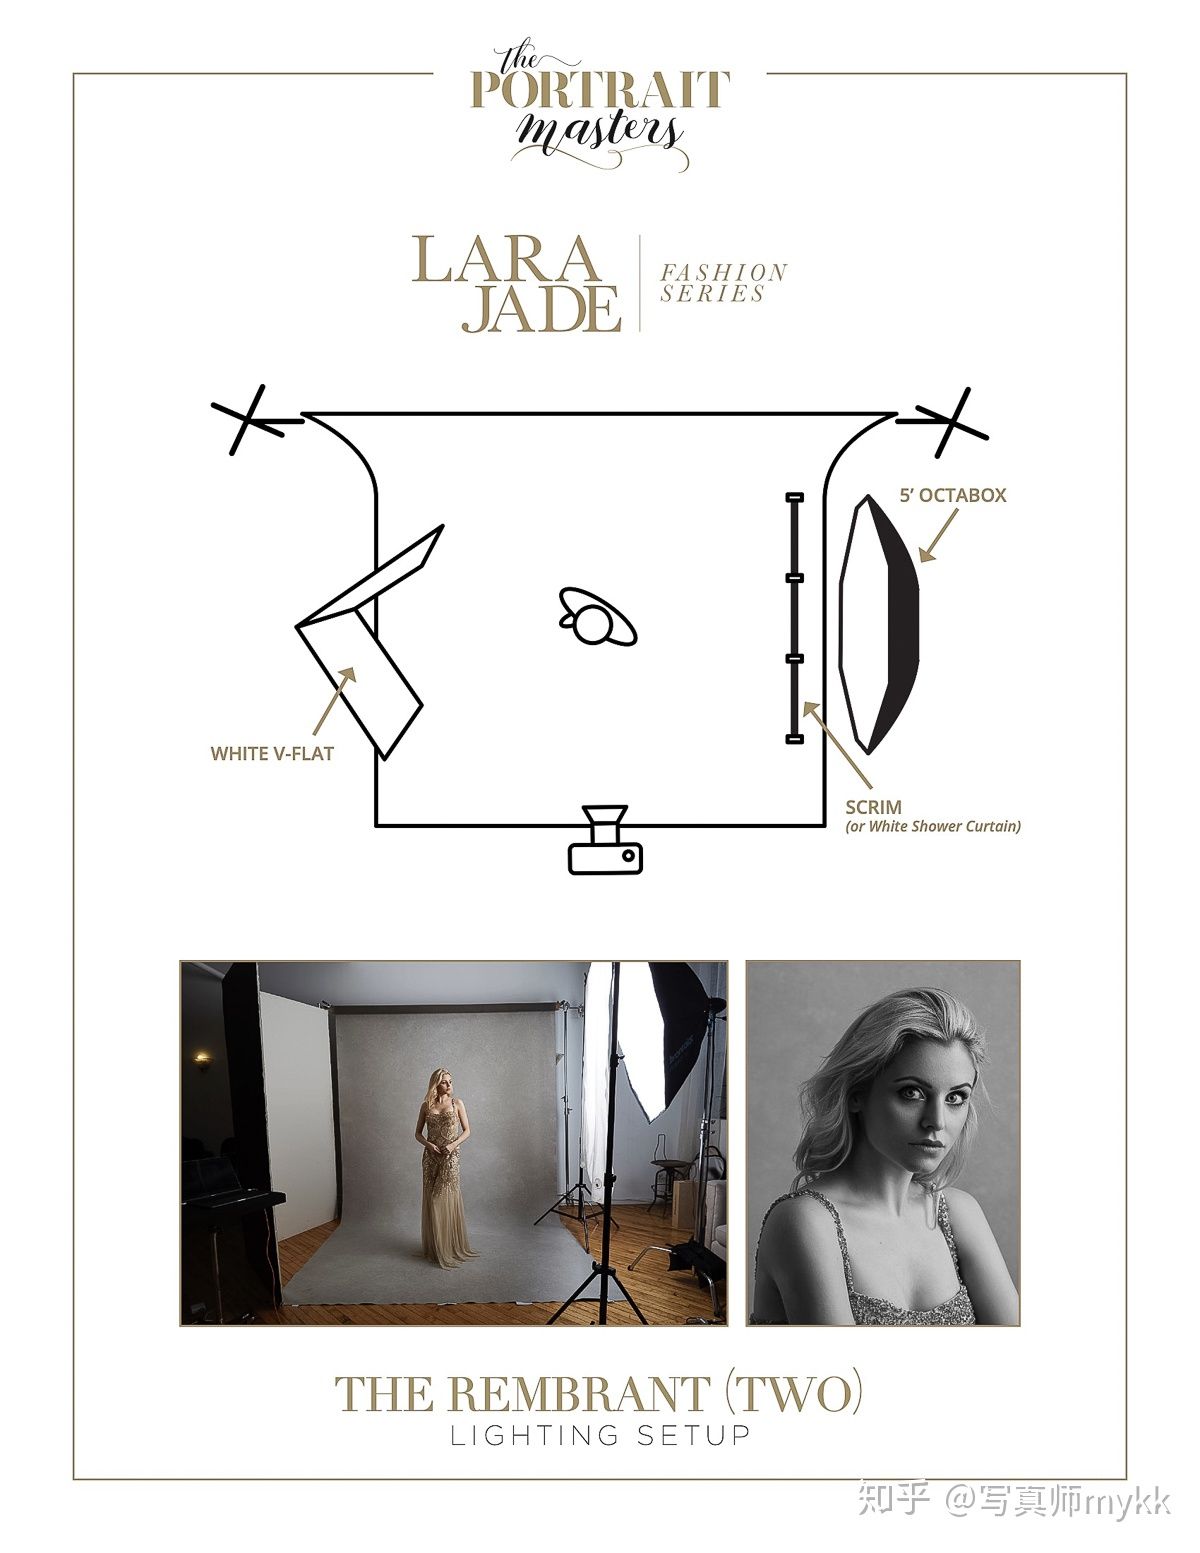 the
PORTRAIT
masters
LARA
JADE
FASHION
SERIES
5’ OCTABOX
WHITE V-FLAT
SCRIM
(or White Shower Curtain)
THE REMBRANT (TWO)
LIGHTING SETUP
知乎 @写真师mykk